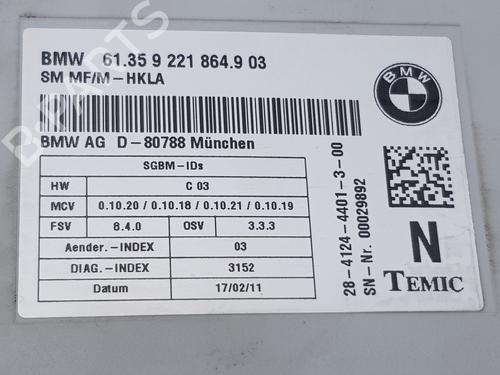 BMW 61.35 9 221 864.9 03
SM MF/M-HKLA
BMW AG D-80788 München
SGBM-IDs
HW C 03
MCV 0.10.20 / 0.10.18 / 0.10.21 / 0.10.19
FSV 8.4.0 OSV 3.3.3
Aender.-INDEX 03
DIAG.-INDEX 3152
Datum 17/02/11
BMW
28-4124-4401-3-00
SN-Nr. 00029892
N
TEMIC
B-PARTS